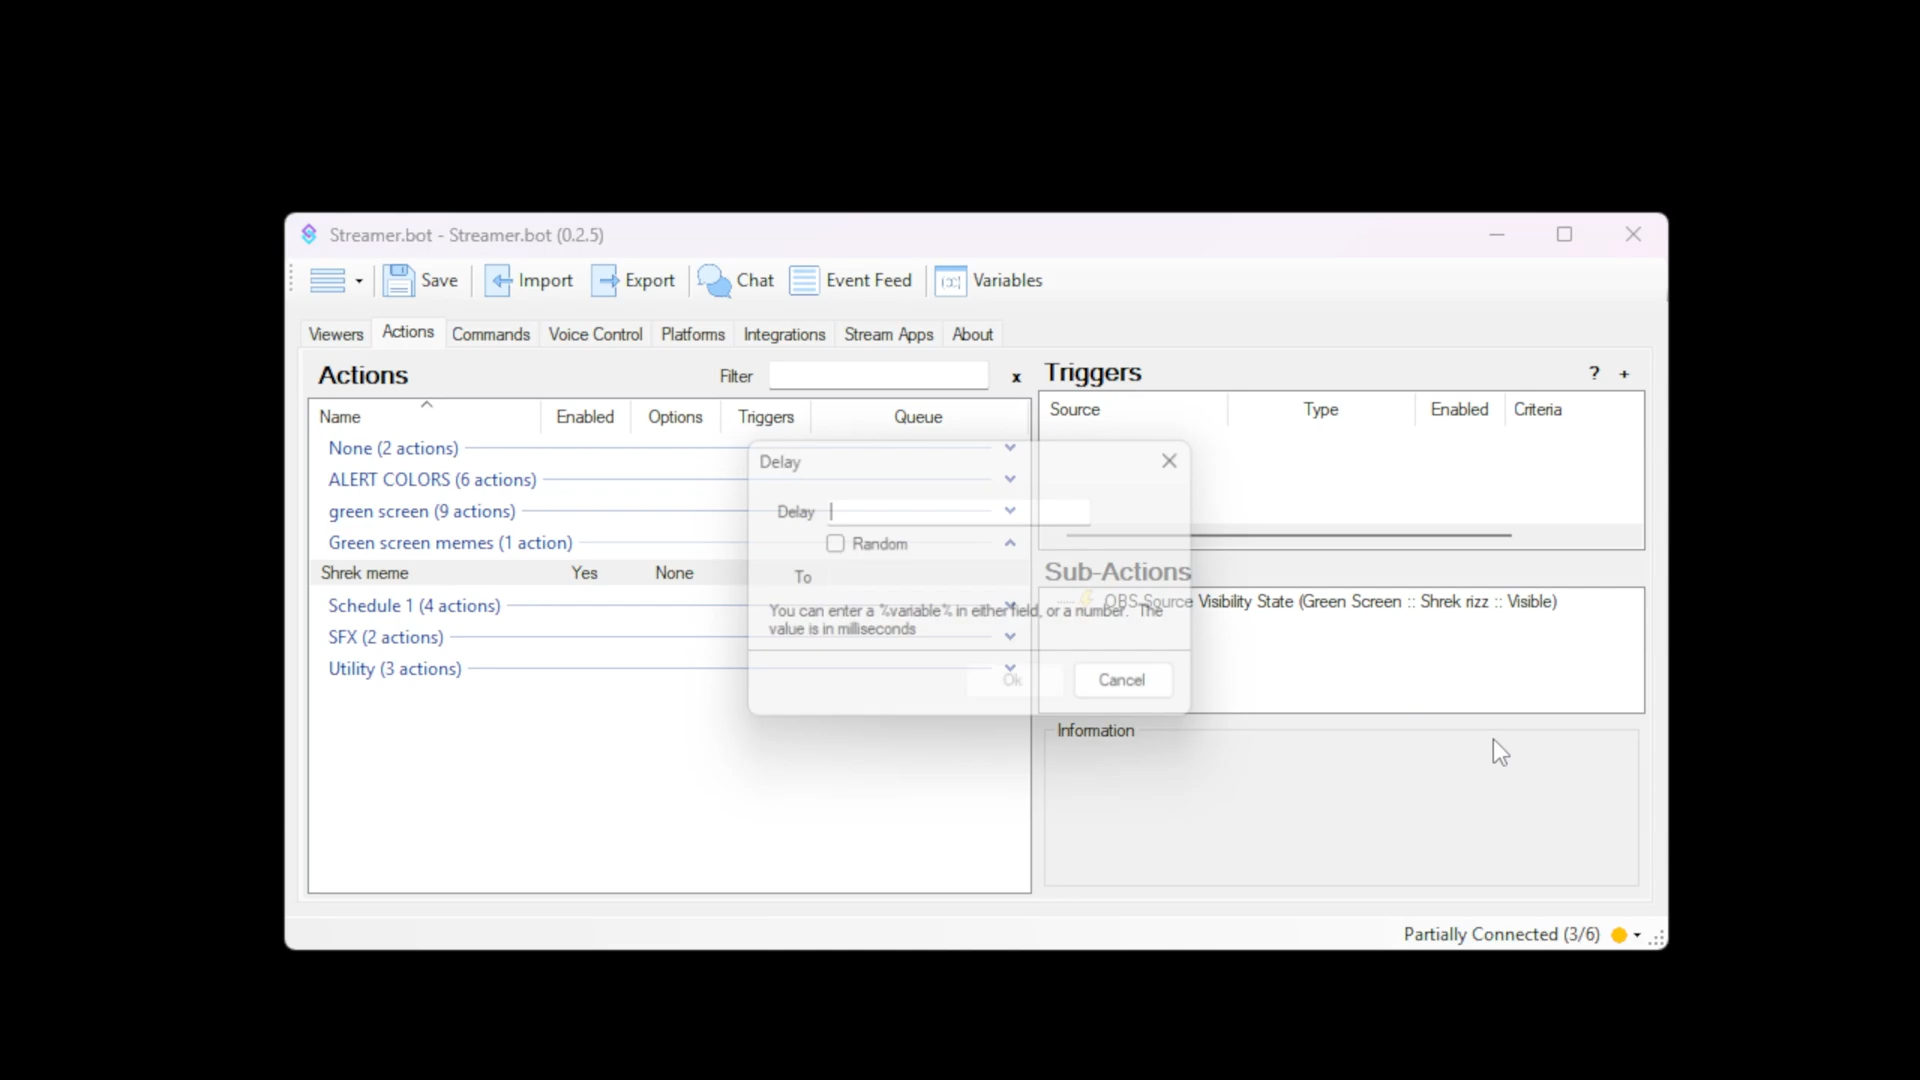 Streamer.bot - Streamer.bot (0.2.5)
Save Import Export Chat Event Feed Variables
Viewers Actions Commands Voice Control Platforms Integrations Stream Apps About
Actions Filter x
Name Enabled Options Triggers Queue
None (2 actions)
ALERT COLORS (6 actions)
green screen (9 actions)
Green screen memes (1 action)
Shrek meme Yes None
Schedule 1 (4 actions)
SFX (2 actions)
Utility (3 actions)
Triggers ? +
Source Type Enabled Criteria
Delay
Delay
Random
To
You can enter a %variable% in either field, or a number. The
value is in milliseconds
Ok Cancel
Sub-Actions
OBS Source Visibility State (Green Screen :: Shrek rizz :: Visible)
Information
Partially Connected (3/6)